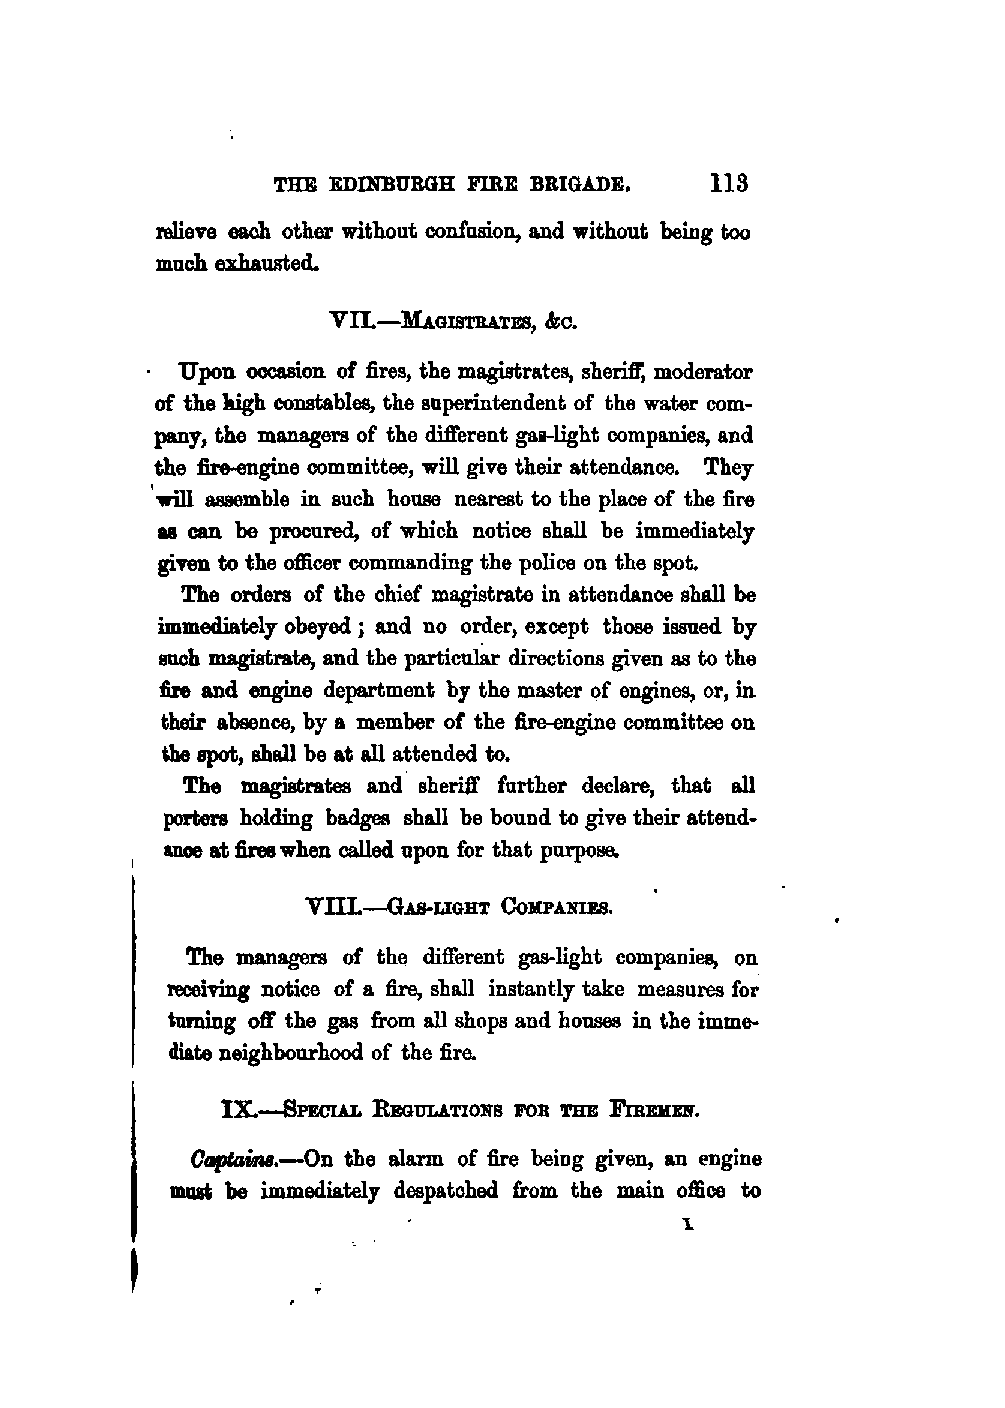 THE EDINBURGH FIRE BRIGADE. 113
relieve each other without confusion, and without being too
much exhausted.
VII.—MAGISTRATES, &C.
Upon occasion of fires, the magistrates, sheriff, moderator
of the high constables, the superintendent of the water com-
pany, the managers of the different gas-light companies, and
the fire-engine committee, will give their attendance. They
will assemble in such house nearest to the place of the fire
as can be procured, of which notice shall be immediately
given to the officer commanding the police on the spot.
The orders of the chief magistrate in attendance shall be
immediately obeyed ; and no order, except those issued by
such magistrate, and the particular directions given as to the
fire and engine department by the master of engines, or, in
their absence, by a member of the fire-engine committee on
the spot, shall be at all attended to.
The magistrates and sheriff further declare, that all
porters holding badges shall be bound to give their attend-
ance at fires when called upon for that purpose.
VIII.—GAS-LIGHT COMPANIES.
The managers of the different gas-light companies, on
receiving notice of a fire, shall instantly take measures for
turning off the gas from all shops and houses in the imme-
diate neighbourhood of the fire.
IX.—SPECIAL REGULATIONS FOR THE FIREMEN.
Captains.—On the alarm of fire being given, an engine
must be immediately despatched from the main office to